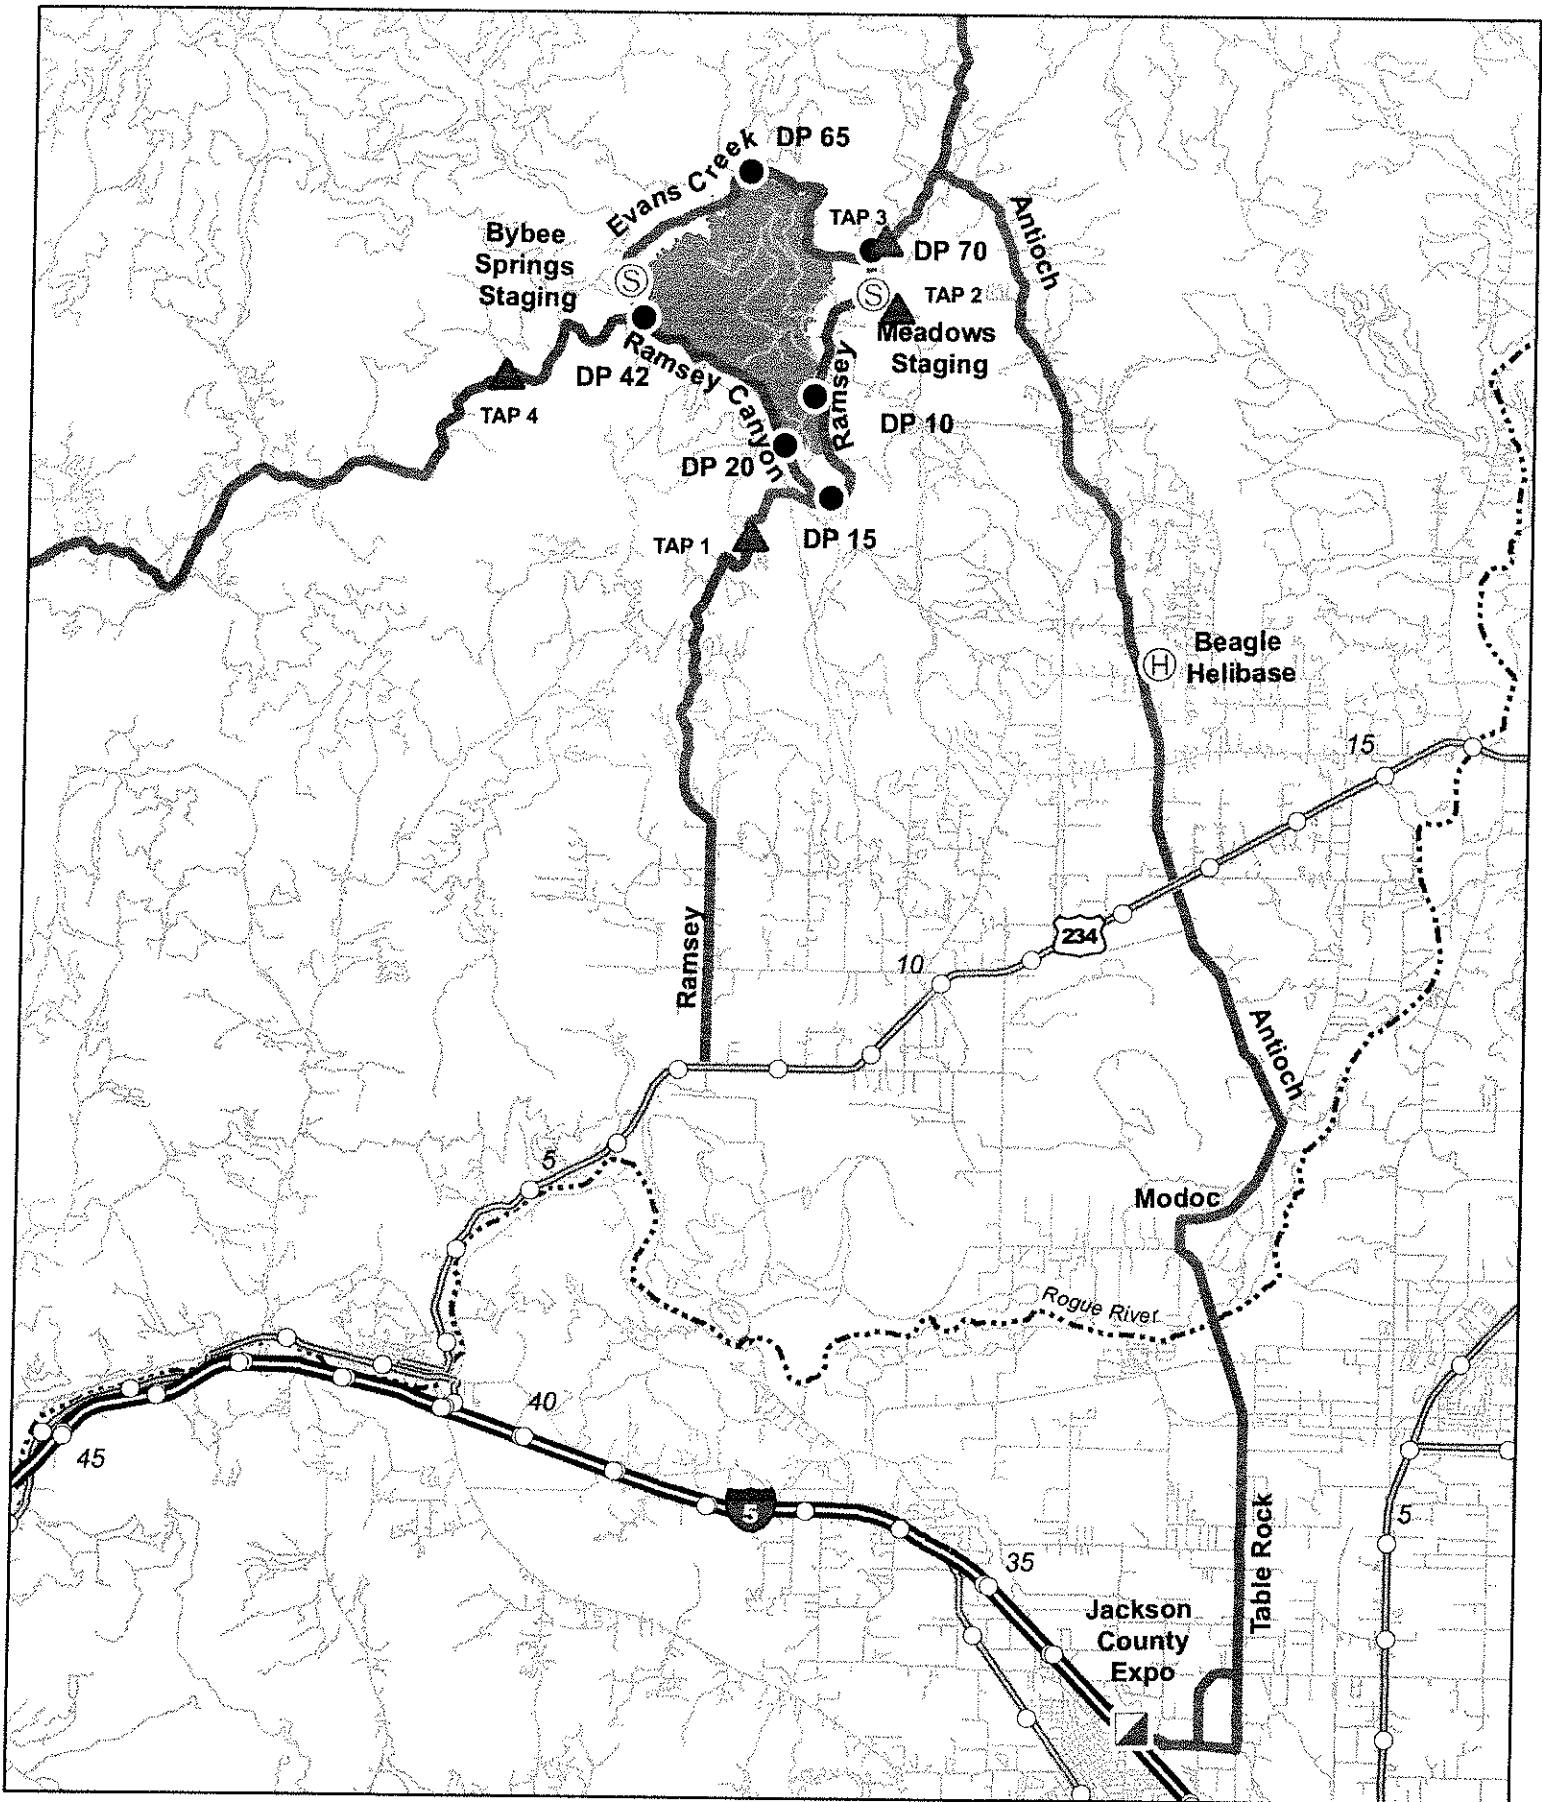 DP 65
Evans Creek
TAP 3
Antioch
Bybee
Springs
Staging
DP 70
S
S
TAP 2
Meadows
Staging
Ramsey Canyon
Ramsey
DP 42
TAP 4
DP 10
DP 20
TAP 1
DP 15
H
Beagle
Helibase
15
234
10
Ramsey
Antioch
5
Modoc
Rogue River
40
45
5
5
35
Table Rock
Jackson
County
Expo